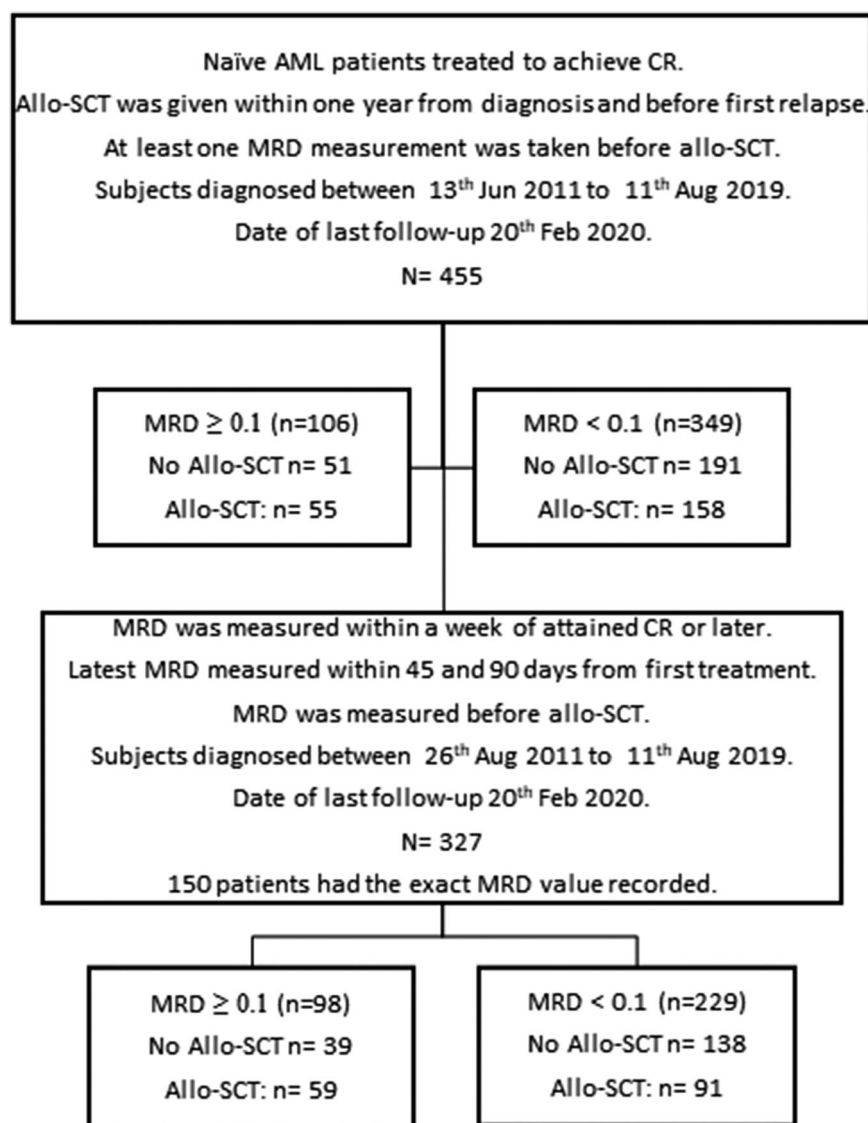 Naïve AML patients treated to achieve CR.
Allo-SCT was given within one year from diagnosis and before first relapse.
At least one MRD measurement was taken before allo-SCT.
Subjects diagnosed between 13th Jun 2011 to 11th Aug 2019.
Date of last follow-up 20th Feb 2020.
N= 455
MRD ≥ 0.1 (n=106)
No Allo-SCT n= 51
Allo-SCT: n= 55
MRD < 0.1 (n=349)
No Allo-SCT n= 191
Allo-SCT: n= 158
MRD was measured within a week of attained CR or later.
Latest MRD measured within 45 and 90 days from first treatment.
MRD was measured before allo-SCT.
Subjects diagnosed between 26th Aug 2011 to 11th Aug 2019.
Date of last follow-up 20th Feb 2020.
N= 327
150 patients had the exact MRD value recorded.
MRD ≥ 0.1 (n=98)
No Allo-SCT n= 39
Allo-SCT: n= 59
MRD < 0.1 (n=229)
No Allo-SCT n= 138
Allo-SCT: n= 91